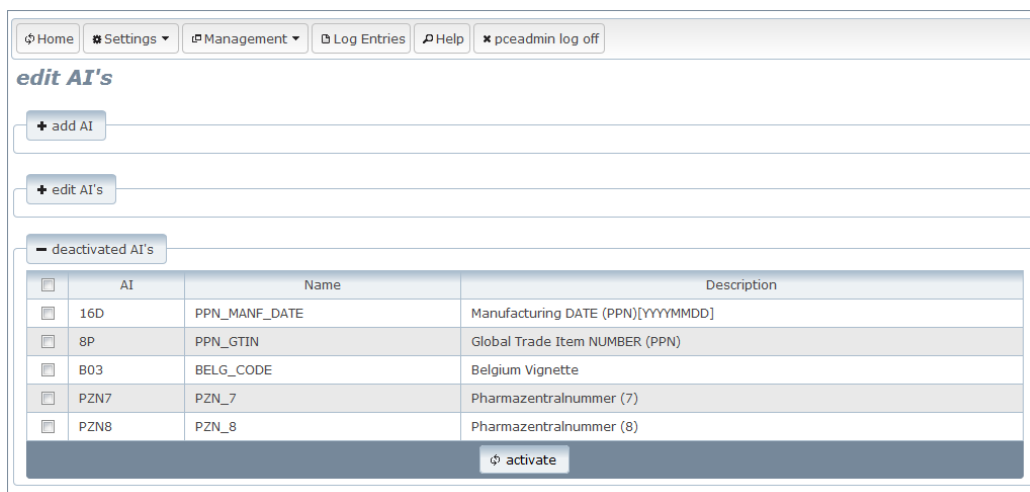 Home Settings Management Log Entries Help pceadmin log off
edit AI's
add AI
edit AI's
deactivated AI's
AI Name Description
16D PPN_MANF_DATE Manufacturing DATE (PPN)[YYYYMMDD]
8P PPN_GTIN Global Trade Item NUMBER (PPN)
B03 BELG_CODE Belgium Vignette
PZN7 PZN_7 Pharmazentralnummer (7)
PZN8 PZN_8 Pharmazentralnummer (8)
activate